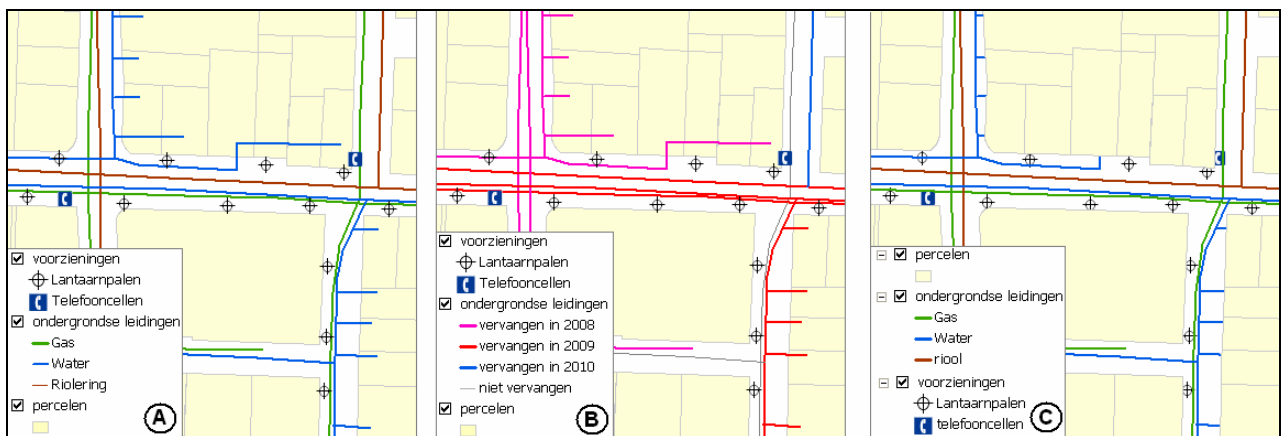 voorzieningen
Lantaarnpalen
Telefooncellen
ondergrondse leidingen
Gas
Water
Riolering
percelen
A
voorzieningen
Lantaarnpalen
Telefooncellen
ondergrondse leidingen
vervangen in 2008
vervangen in 2009
vervangen in 2010
niet vervangen
percelen
B
percelen
ondergrondse leidingen
Gas
Water
riool
voorzieningen
Lantaarnpalen
telefooncellen
C